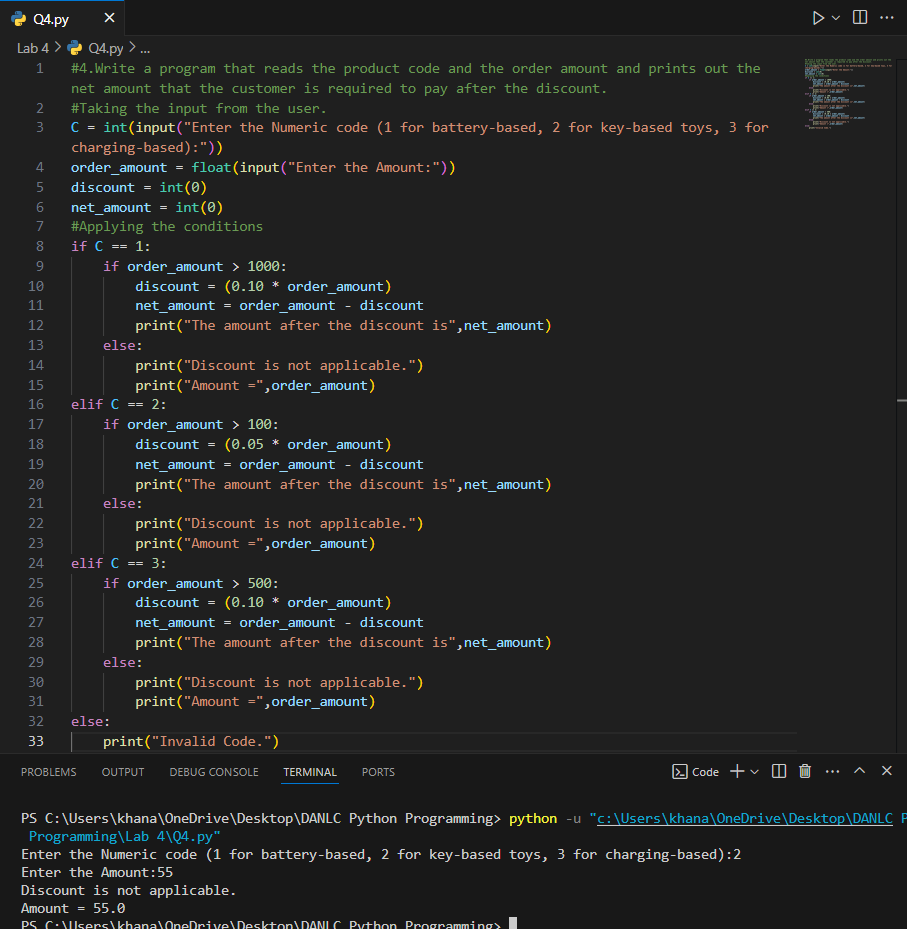 Q4.py
Lab 4 > Q4.py > ...
1 #4.Write a program that reads the product code and the order amount and prints out the
net amount that the customer is required to pay after the discount.
2 #Taking the input from the user.
3 C = int(input("Enter the Numeric code (1 for battery-based, 2 for key-based toys, 3 for
charging-based):"))
4 order_amount = float(input("Enter the Amount:"))
5 discount = int(0)
6 net_amount = int(0)
7 #Applying the conditions
8 if C == 1:
9     if order_amount > 1000:
10         discount = (0.10 * order_amount)
11         net_amount = order_amount - discount
12         print("The amount after the discount is",net_amount)
13     else:
14         print("Discount is not applicable.")
15         print("Amount =",order_amount)
16 elif C == 2:
17     if order_amount > 100:
18         discount = (0.05 * order_amount)
19         net_amount = order_amount - discount
20         print("The amount after the discount is",net_amount)
21     else:
22         print("Discount is not applicable.")
23         print("Amount =",order_amount)
24 elif C == 3:
25     if order_amount > 500:
26         discount = (0.10 * order_amount)
27         net_amount = order_amount - discount
28         print("The amount after the discount is",net_amount)
29     else:
30         print("Discount is not applicable.")
31         print("Amount =",order_amount)
32 else:
33     print("Invalid Code.")
PROBLEMS OUTPUT DEBUG CONSOLE TERMINAL PORTS Code
PS C:\Users\khana\OneDrive\Desktop\DANLC Python Programming> python -u "c:\Users\khana\OneDrive\Desktop\DANLC P
Programming\Lab 4\Q4.py"
Enter the Numeric code (1 for battery-based, 2 for key-based toys, 3 for charging-based):2
Enter the Amount:55
Discount is not applicable.
Amount = 55.0
PS C:\Users\khana\OneDrive\Desktop\DANLC Python Programming>